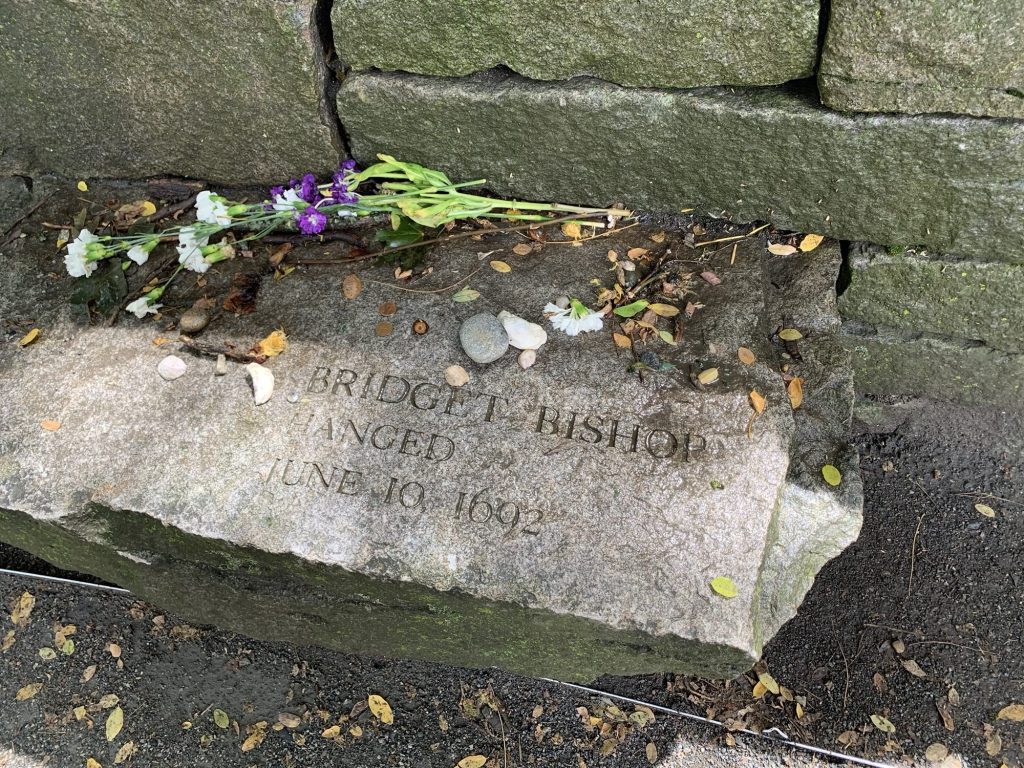 BRIDGET BISHOP
HANGED
JUNE 10, 1692